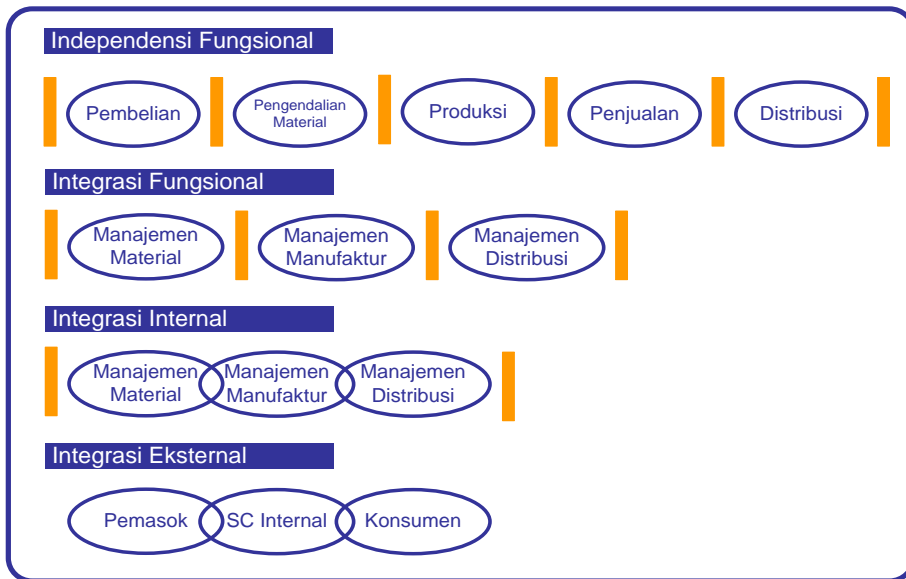 Independensi Fungsional
Pembelian
Pengendalian
Material
Produksi
Penjualan
Distribusi
Integrasi Fungsional
Manajemen
Material
Manajemen
Manufaktur
Manajemen
Distribusi
Integrasi Internal
Manajemen
Material
Manajemen
Manufaktur
Manajemen
Distribusi
Integrasi Eksternal
Pemasok
SC Internal
Konsumen